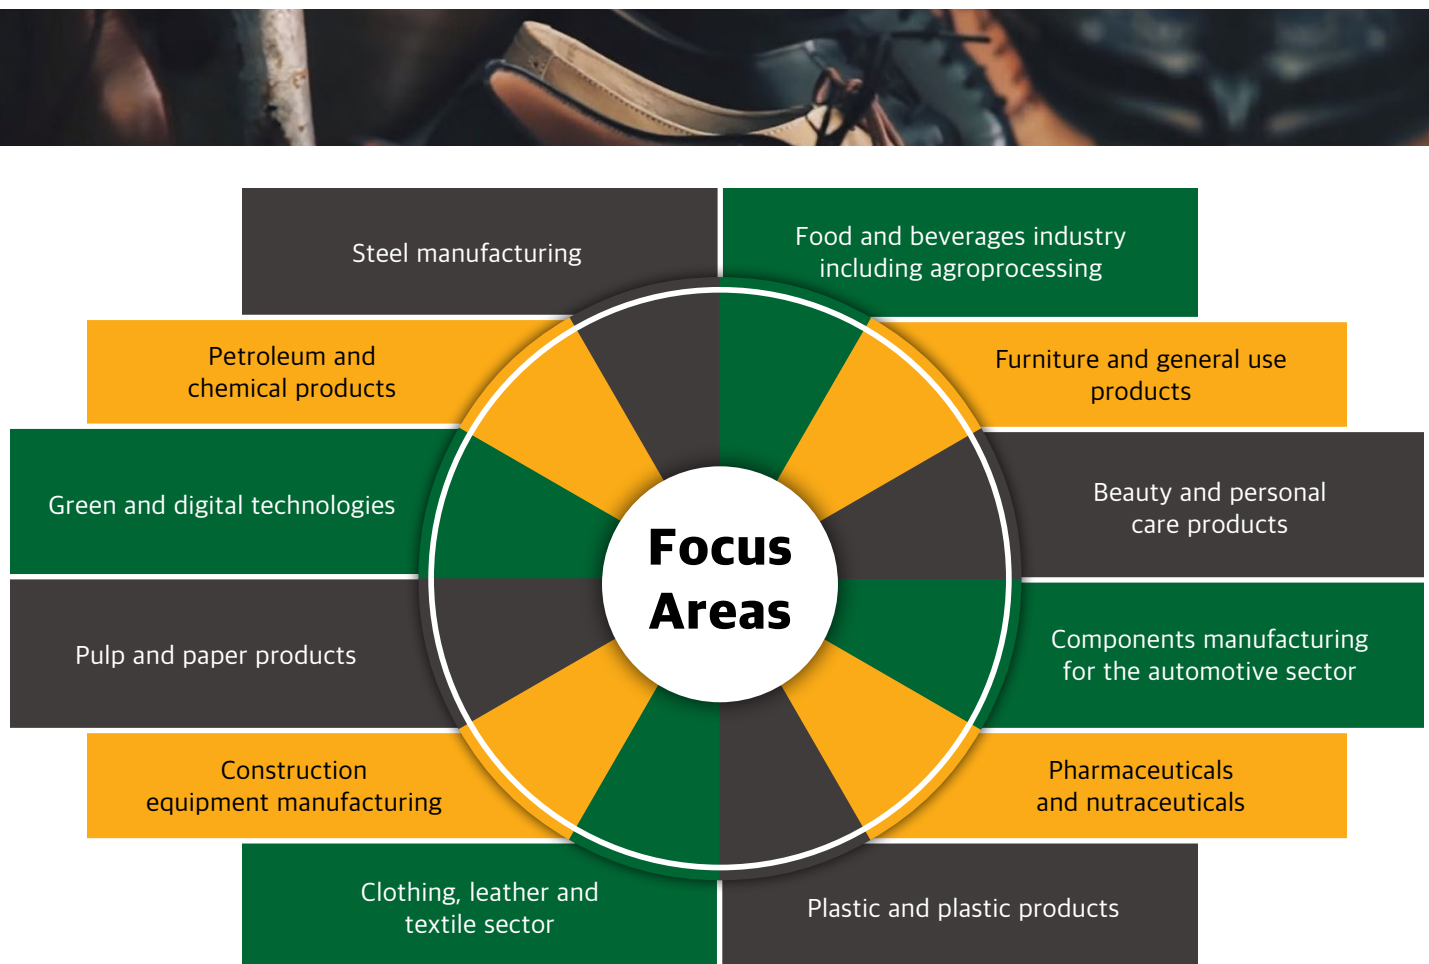 Steel manufacturing
Food and beverages industry
including agroprocessing
Petroleum and
chemical products
Furniture and general use
products
Green and digital technologies
Beauty and personal
care products
Focus
Areas
Pulp and paper products
Components manufacturing
for the automotive sector
Construction
equipment manufacturing
Pharmaceuticals
and nutraceuticals
Clothing, leather and
textile sector
Plastic and plastic products